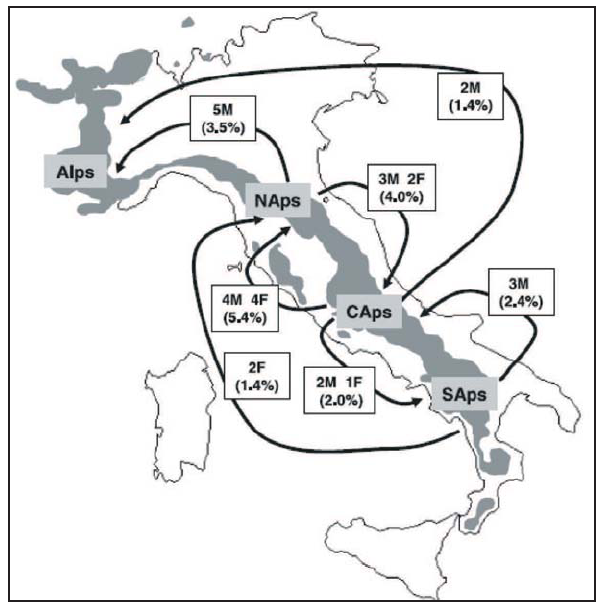 2M
(1.4%)
5M
(3.5%)
Alps
3M 2F
(4.0%)
NAps
3M
(2.4%)
4M 4F
(5.4%)
CAps
2F
(1.4%)
2M 1F
(2.0%)
SAps